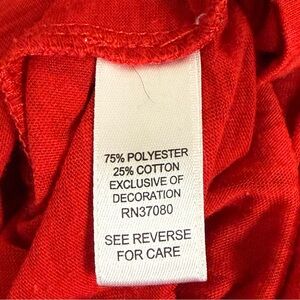 75% POLYESTER
25% COTTON
EXCLUSIVE OF
DECORATION
RN37080
SEE REVERSE
FOR CARE